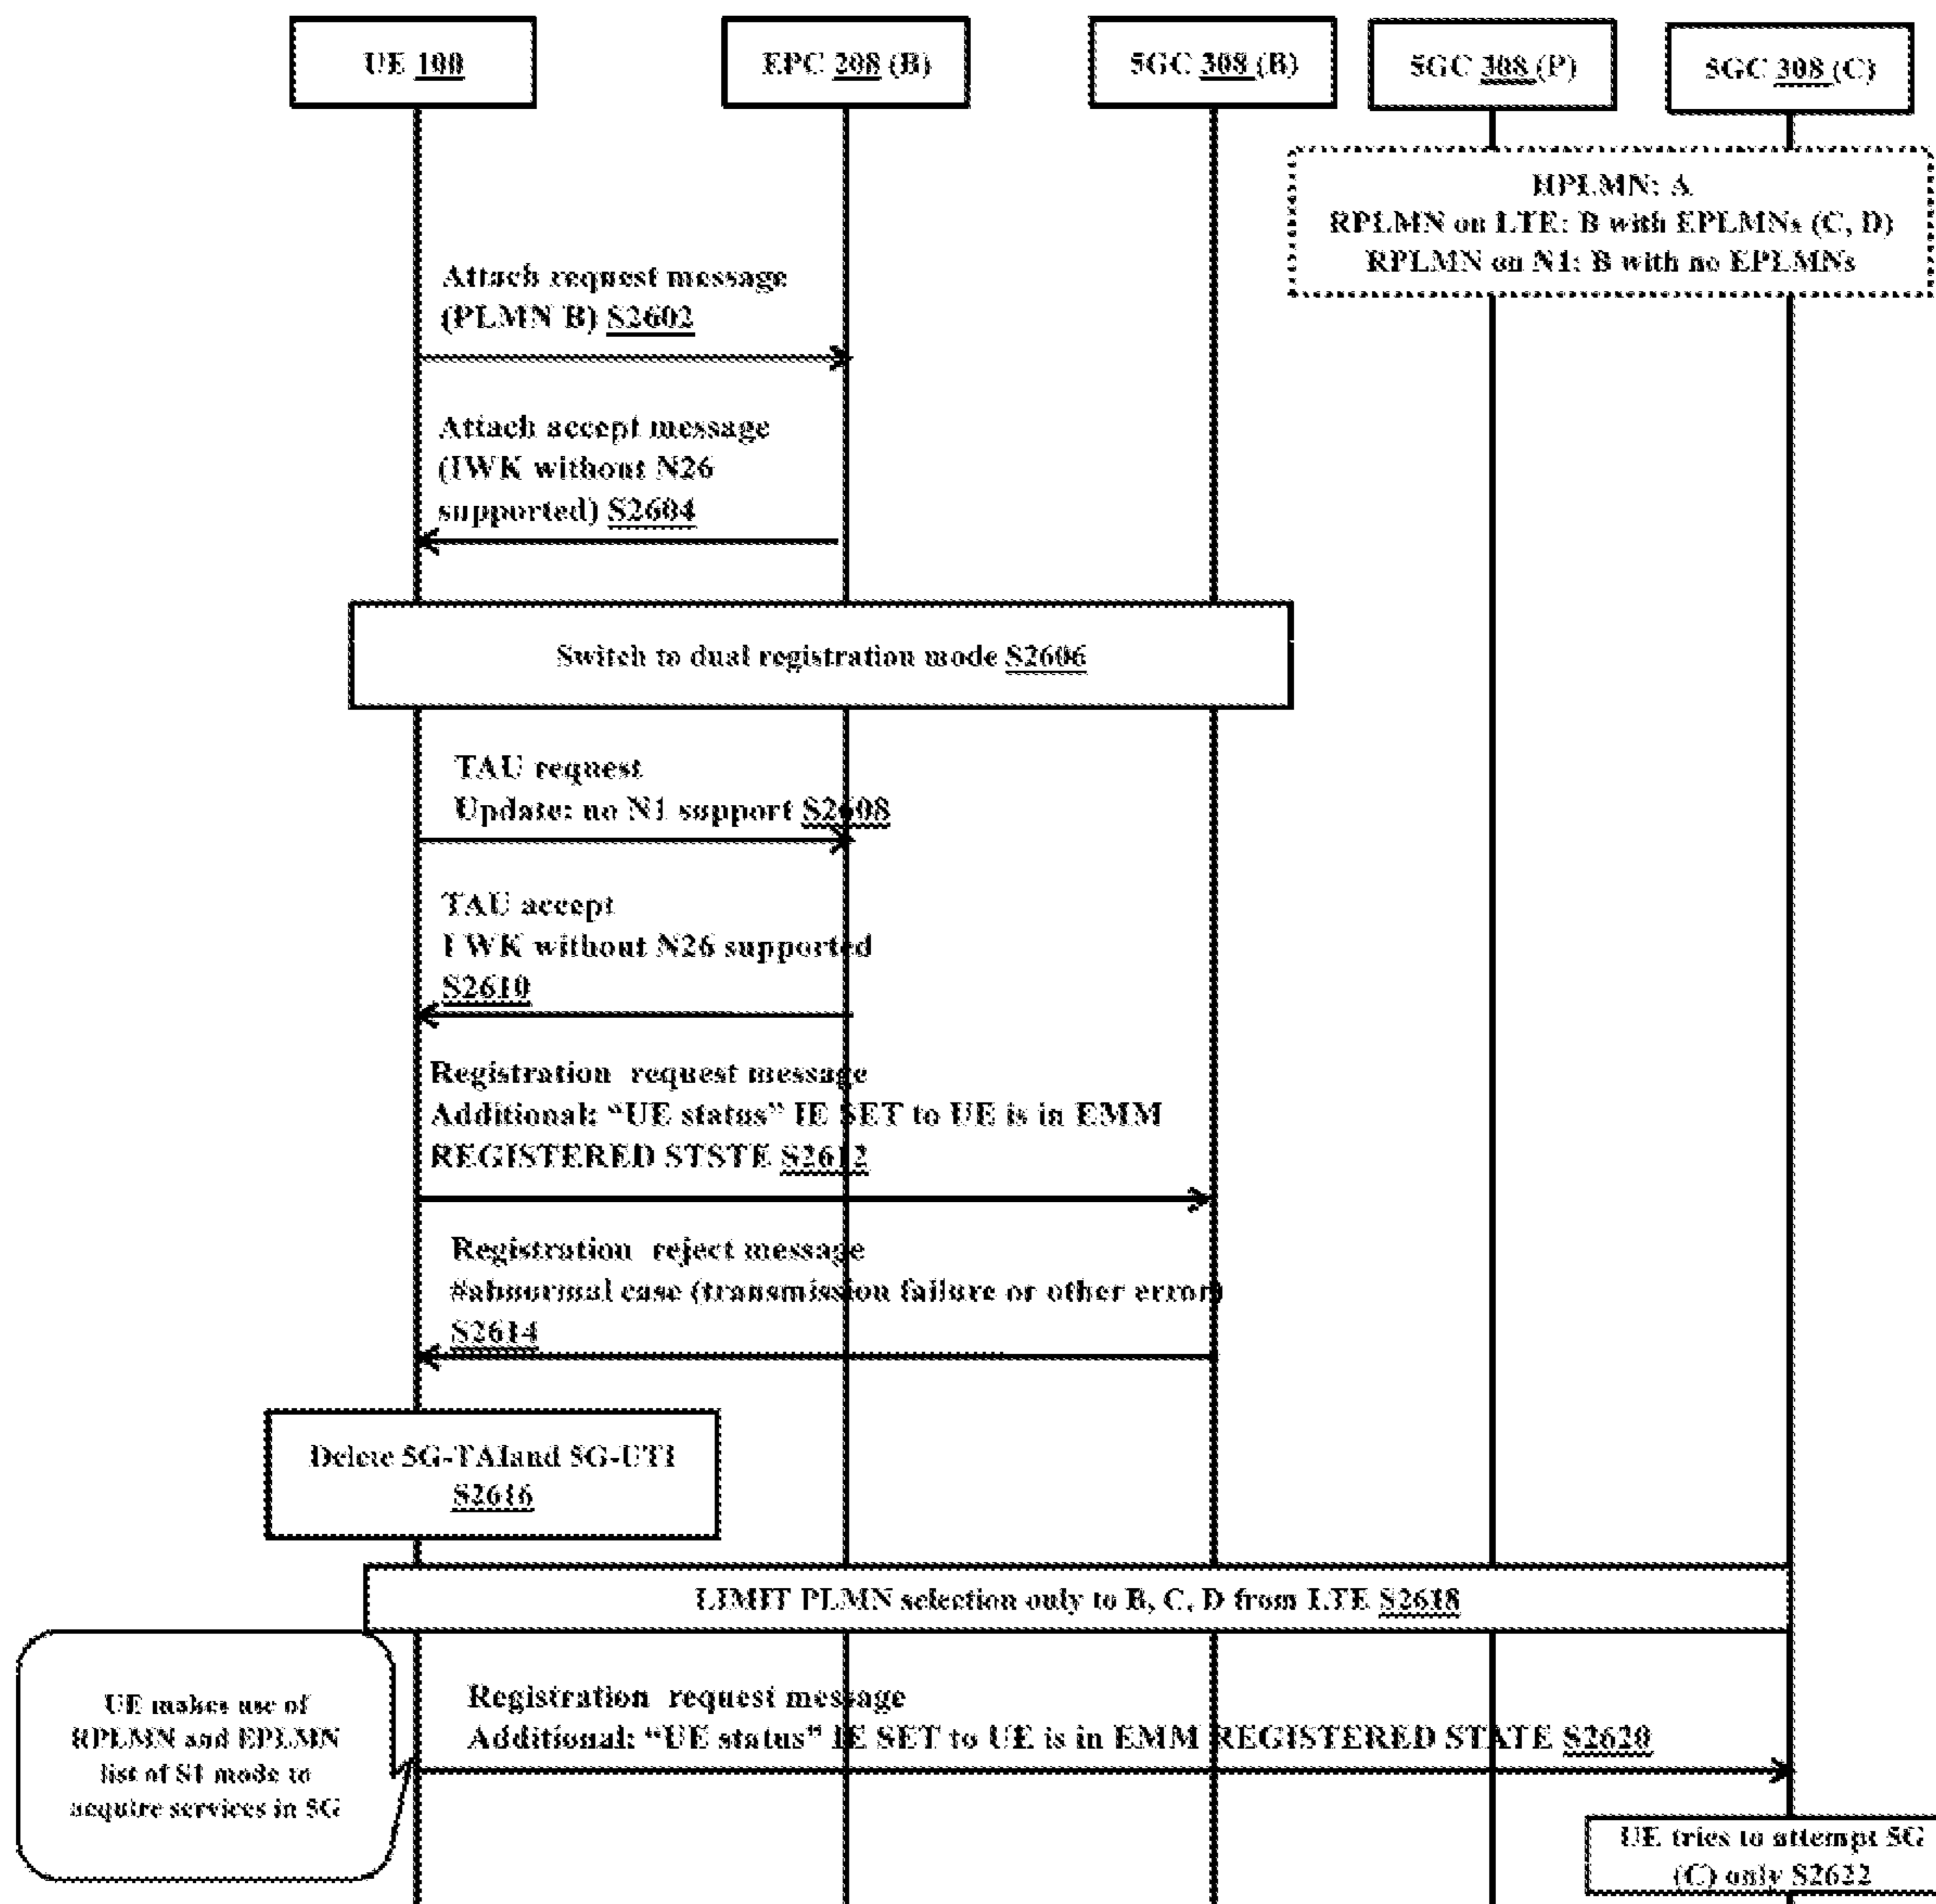 UE 100
EPC 208 (B)
5GC 308 (B)
5GC 308 (P)
5GC 308 (C)
HPLMN: A
RPLMN on LTE: B with EPLMNs (C, D)
RPLMN on N1: B with no EPLMNs
Attach request message
(PLMN B) S2602
Attach accept message
(IWK without N26
supported) S2604
Switch to dual registration mode S2606
TAU request
Update: no N1 support S2608
TAU accept
I WK without N26 supported
S2610
Registration request message
Additional: “UE status” IE SET to UE is in EMM
REGISTERED STSTE S2612
Registration reject message
#abnormal case (transmission failure or other error)
S2614
Delete 5G-TAIand 5G-UTI
S2616
LIMIT PLMN selection only to B, C, D from LTE S2618
UE makes use of
RPLMN and EPLMN
list of S1 mode to
acquire services in 5G
Registration request message
Additional: “UE status” IE SET to UE is in EMM REGISTERED STATE S2620
UE tries to attempt 5G
(C) only S2622